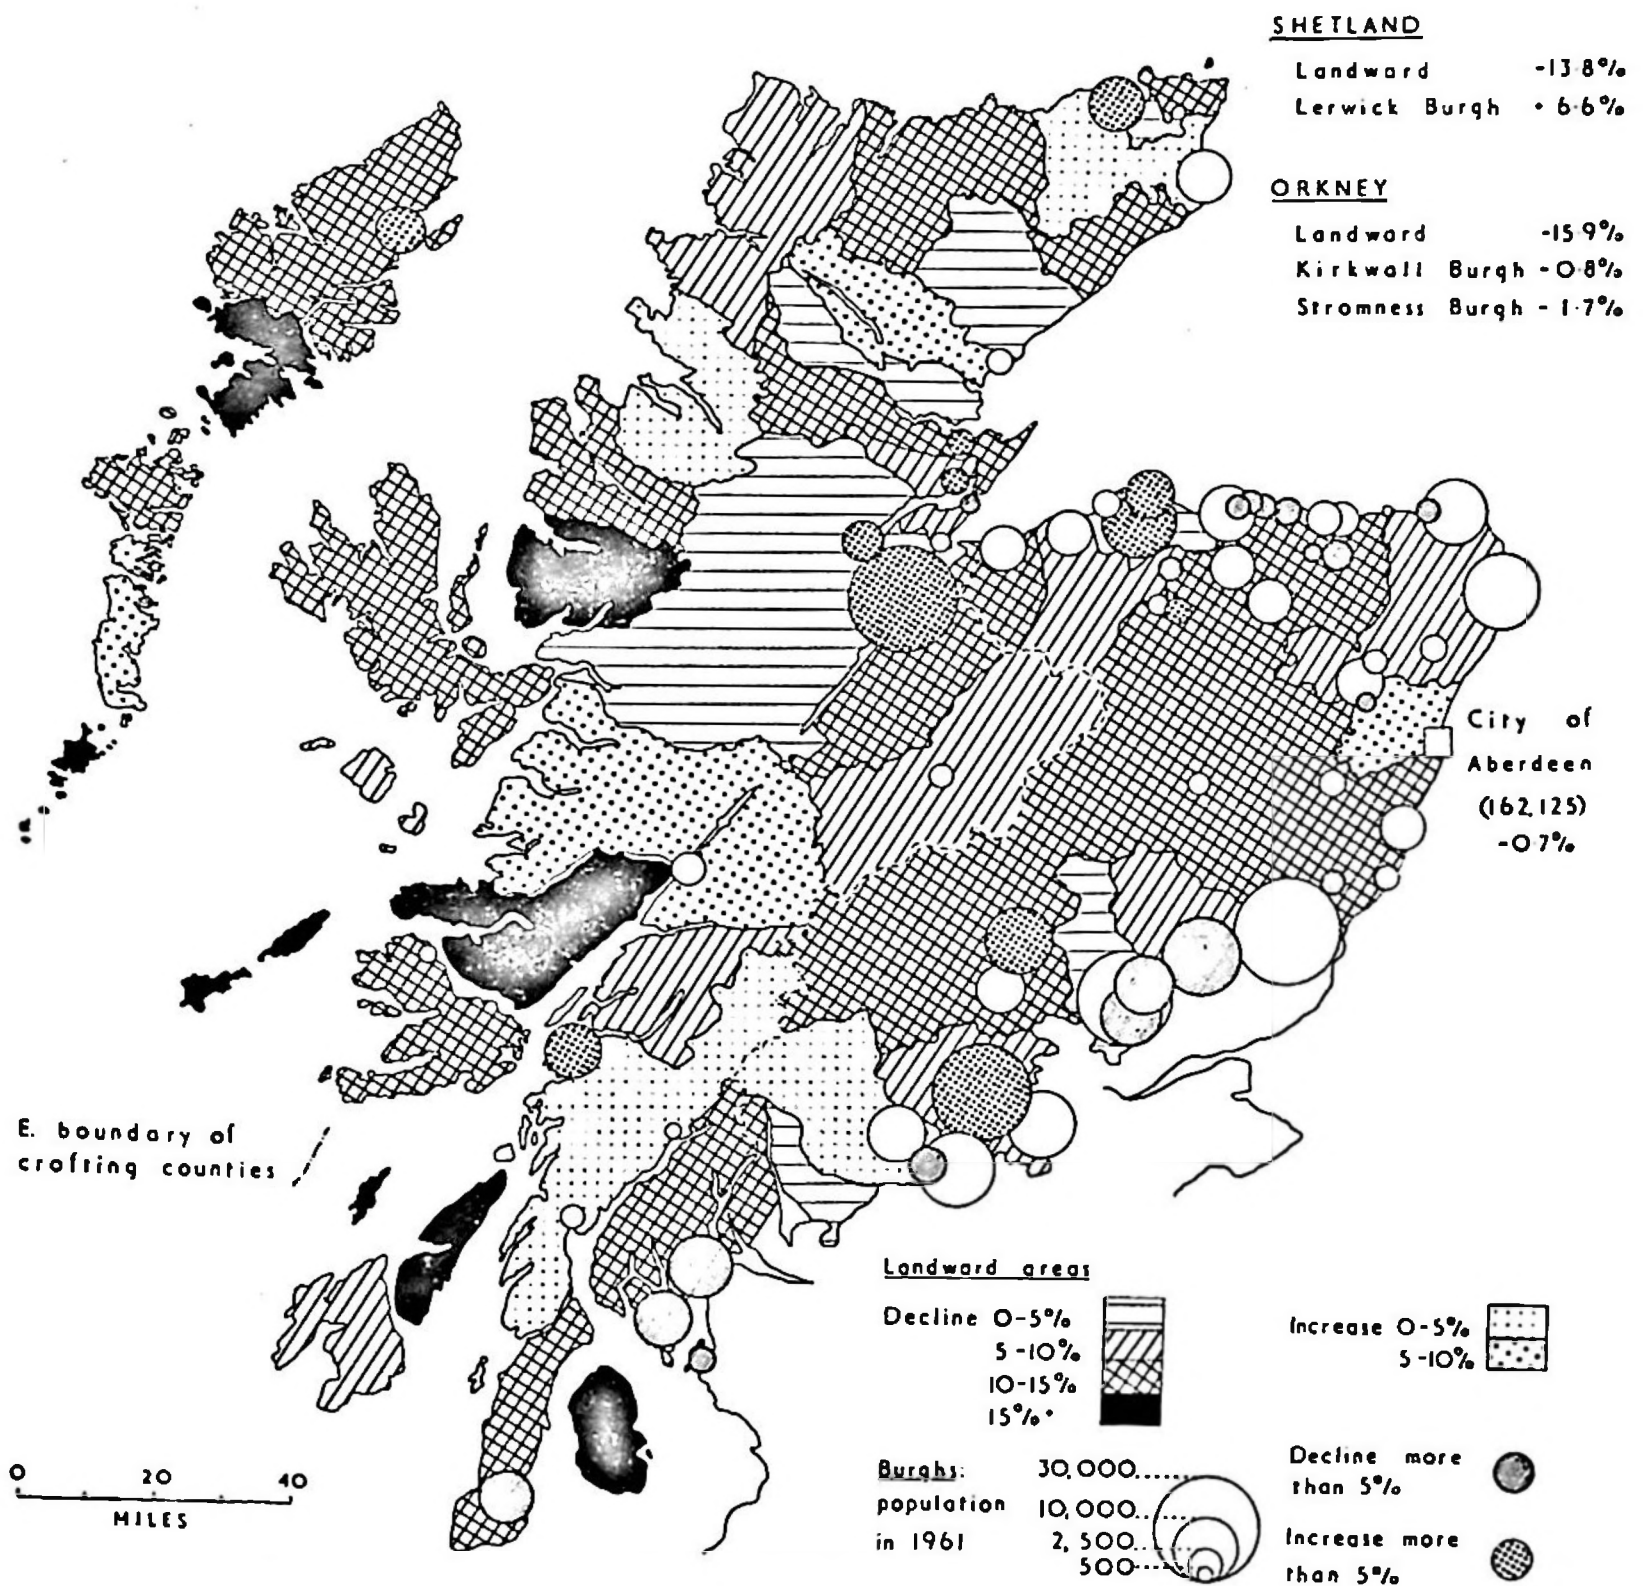 SHETLAND
Landward -13·8%
Lerwick Burgh + 6·6%
ORKNEY
Landward -15·9%
Kirkwall Burgh -0·8%
Stromness Burgh - 1·7%
City of
Aberdeen
(162,125)
-0·7%
E. boundary of
crofting counties
Landward areas
Decline 0-5%
5-10%
10-15%
15% +
Increase 0-5%
5-10%
0 20 40
MILES
Burghs:
population
in 1961
30,000
10,000
2,500
500
Decline more
than 5%
Increase more
than 5%